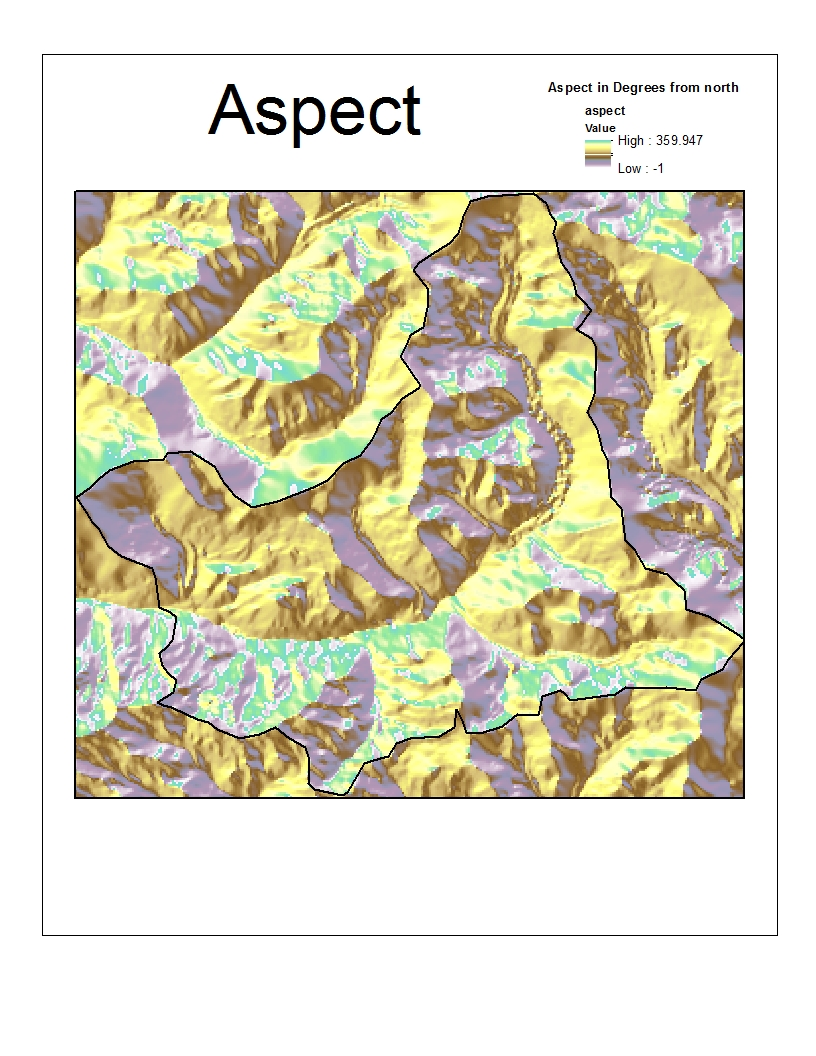 Aspect
Aspect in Degrees from north
aspect
Value
High : 359.947
Low : -1